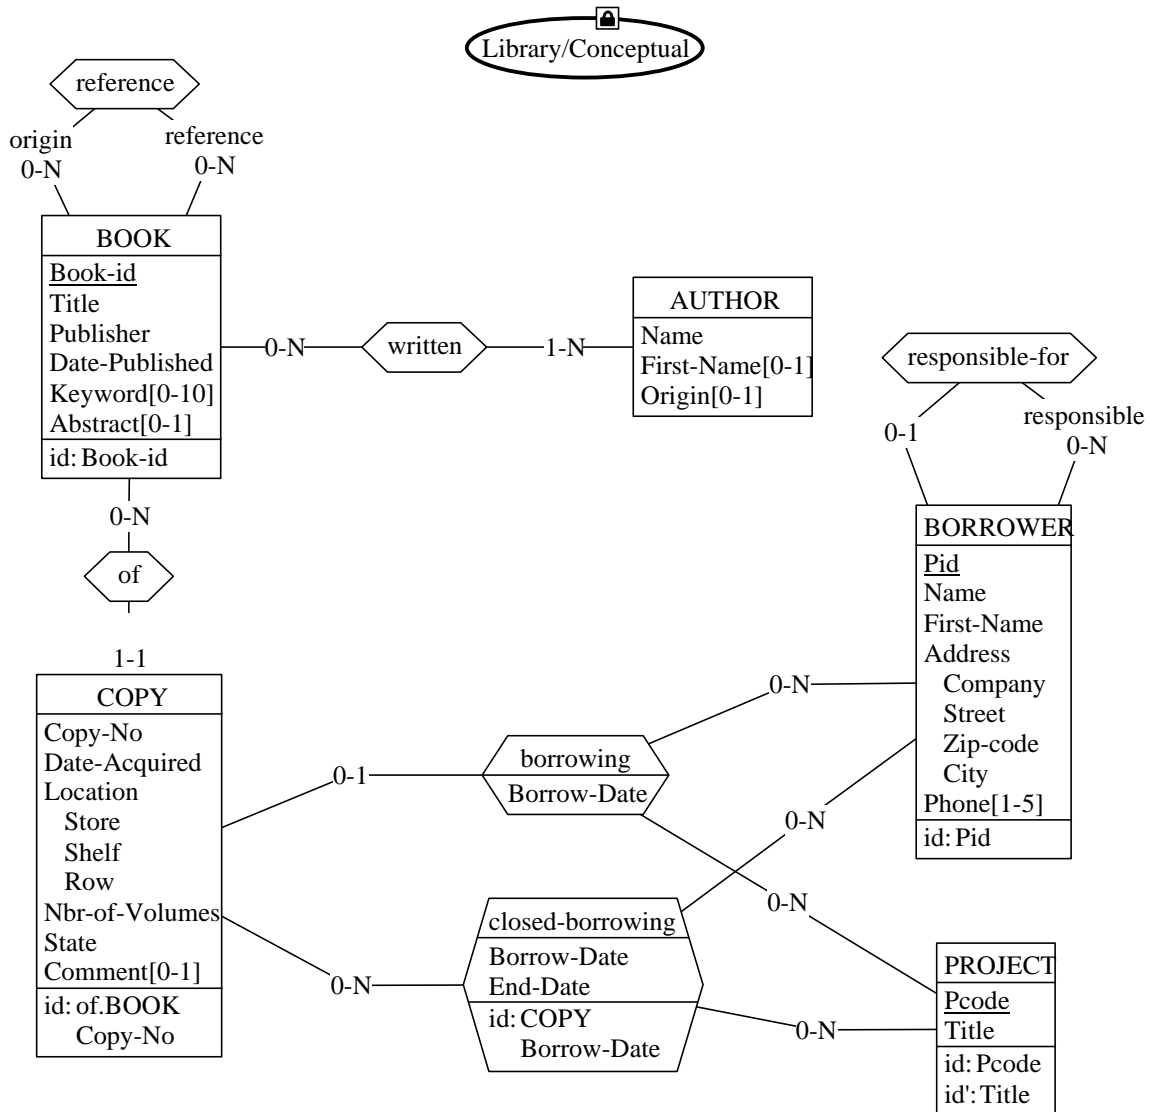 Library/Conceptual
reference
origin
0-N
reference
0-N
BOOK
Book-id
Title
Publisher
Date-Published
Keyword[0-10]
Abstract[0-1]
id: Book-id
0-N
written
1-N
AUTHOR
Name
First-Name[0-1]
Origin[0-1]
responsible-for
0-1
responsible
0-N
BORROWER
Pid
Name
First-Name
Address
Company
Street
Zip-code
City
Phone[1-5]
id: Pid
0-N
of
1-1
COPY
Copy-No
Date-Acquired
Location
Store
Shelf
Row
Nbr-of-Volumes
State
Comment[0-1]
id: of.BOOK
Copy-No
0-1
borrowing
Borrow-Date
0-N
0-N
0-N
0-N
closed-borrowing
Borrow-Date
End-Date
id: COPY
Borrow-Date
0-N
PROJECT
Pcode
Title
id: Pcode
id': Title